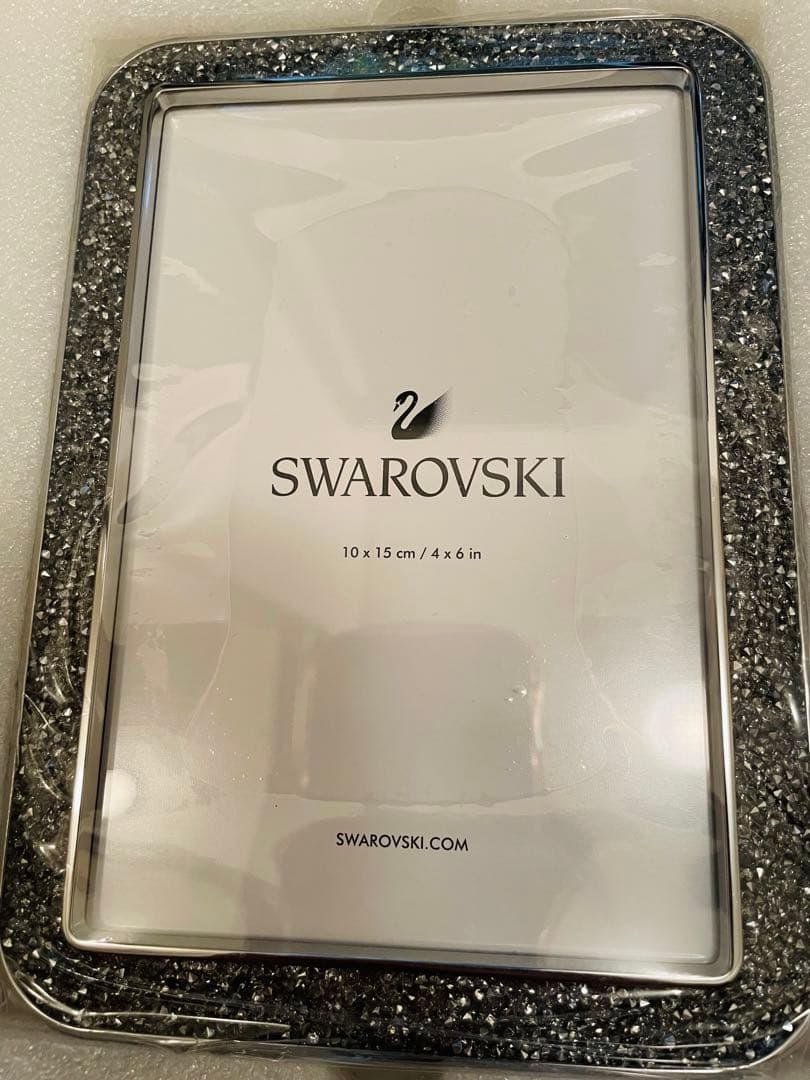 SWAROVSKI
10 x 15 cm / 4 x 6 in
SWAROVSKI.COM